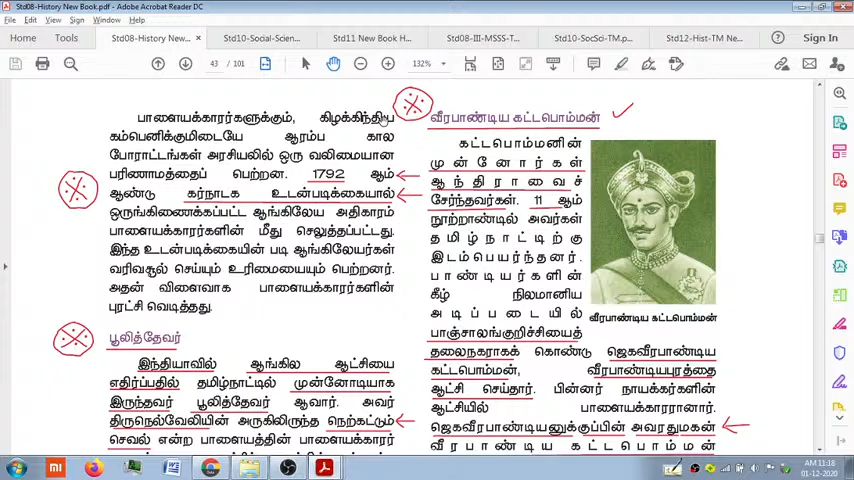 Std08-History New Book.pdf - Adobe Acrobat Reader DC
File Edit View Sign Window Help
Home Tools Std08-History New... × Std10-Social-Scien... Std11 New Book H... Std08-III-MSSS-T... Std10-SocSci-TM.p... Std12-Hist-TM Ne... Sign In
43 / 101 132%
பாளையக்காரர்களுக்கும், கிழக்கிந்திய
கம்பெனிக்குமிடையே ஆரம்ப கால
போராட்டங்கள் அரசியலில் ஒரு வலிமையான
பரிணாமத்தைப் பெற்றன. 1792 ஆம்
ஆண்டு கர்நாடக உடன்படிக்கையால்
ஒருங்கிணைக்கப்பட்ட ஆங்கிலேய அதிகாரம்
பாளையக்காரர்களின் மீது செலுத்தப்பட்டது.
இந்த உடன்படிக்கையின் படி ஆங்கிலேயர்கள்
வரிவசூல் செய்யும் உரிமையையும் பெற்றனர்.
அதன் விளைவாக பாளையக்காரர்களின்
புரட்சி வெடித்தது.
பூலித்தேவர்
இந்தியாவில் ஆங்கில ஆட்சியை
எதிர்ப்பதில் தமிழ்நாட்டில் முன்னோடியாக
இருந்தவர் பூலித்தேவர் ஆவார். அவர்
திருநெல்வேலியின் அருகிலிருந்த நெற்கட்டும்
செவல் என்ற பாளையத்தின் பாளையக்காரர்
வீரபாண்டிய கட்டபொம்மன்
கட்டபொம்மனின்
முன்னோர்கள்
ஆந்திராவைச்
சேர்ந்தவர்கள். 11 ஆம்
நூற்றாண்டில் அவர்கள்
தமிழ்நாட்டிற்கு
இடம்பெயர்ந்தனர்.
பாண்டியர்களின்
கீழ் நிலமானிய
அடிப்படையில்
பாஞ்சாலங்குறிச்சியைத்
தலைநகராகக் கொண்டு ஜெகவீரபாண்டிய
கட்டபொம்மன், வீரபாண்டியபுரத்தை
ஆட்சி செய்தார். பின்னர் நாயக்கர்களின்
ஆட்சியில் பாளையக்காரரானார்.
ஜெகவீரபாண்டியனுக்குப்பின் அவரதுமகன்
வீரபாண்டிய கட்டபொம்மன்
வீரபாண்டிய கட்டபொம்மன்
AM 11:18
01-12-2020